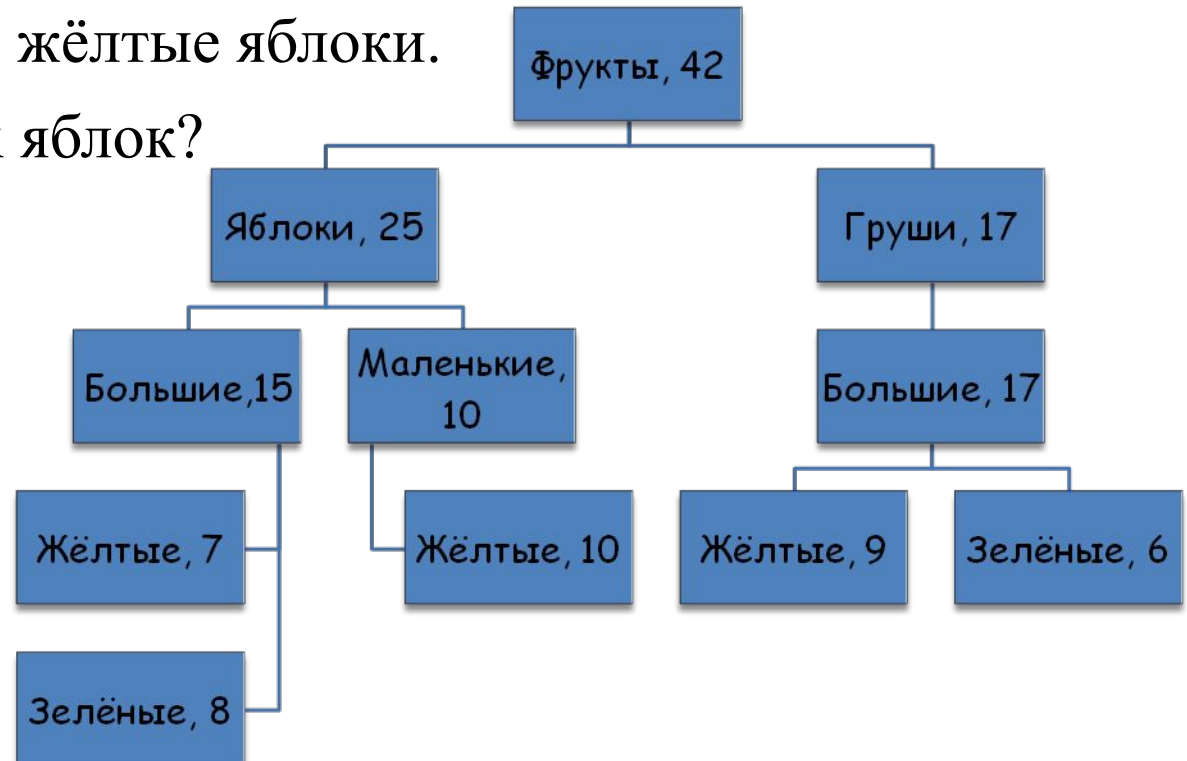 жёлтые яблоки.
яблок?
Фрукты, 42
Яблоки, 25
Груши, 17
Большие,15
Маленькие,
10
Большие, 17
Жёлтые, 7
Жёлтые, 10
Жёлтые, 9
Зелёные, 6
Зелёные, 8